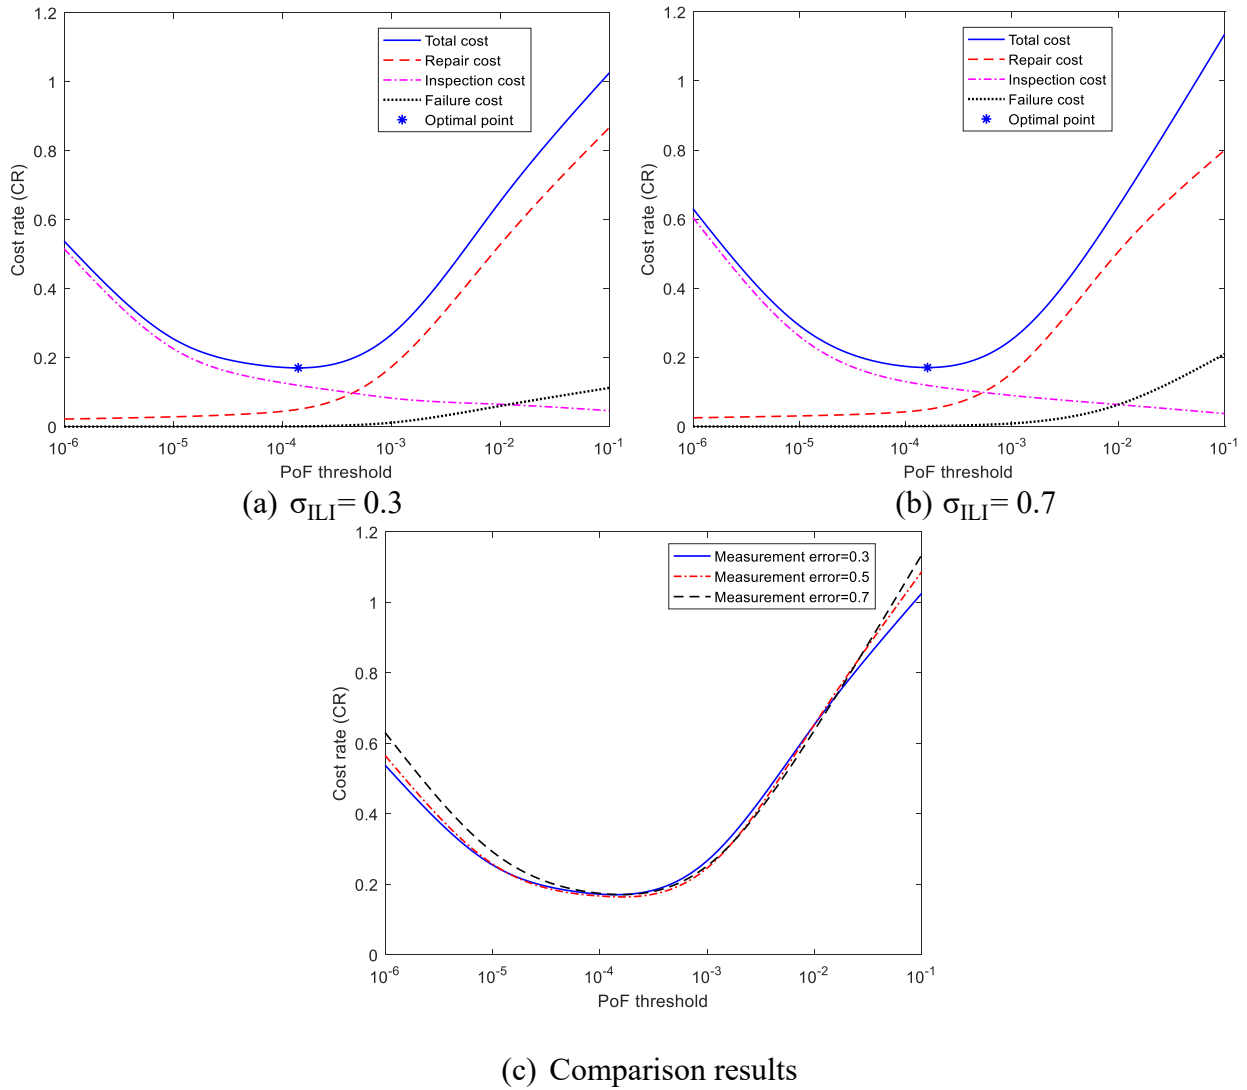 1.2
1
0.8
0.6
0.4
0.2
0
Cost rate (CR)
Total cost
Repair cost
Inspection cost
Failure cost
Optimal point
10^-6 10^-5 10^-4 10^-3 10^-2 10^-1
PoF threshold
(a) σ_ILI= 0.3
1.2
1
0.8
0.6
0.4
0.2
0
Cost rate (CR)
Total cost
Repair cost
Inspection cost
Failure cost
Optimal point
10^-6 10^-5 10^-4 10^-3 10^-2 10^-1
PoF threshold
(b) σ_ILI= 0.7
1.2
1
0.8
0.6
0.4
0.2
0
Cost rate (CR)
Measurement error=0.3
Measurement error=0.5
Measurement error=0.7
10^-6 10^-5 10^-4 10^-3 10^-2 10^-1
PoF threshold
(c) Comparison results